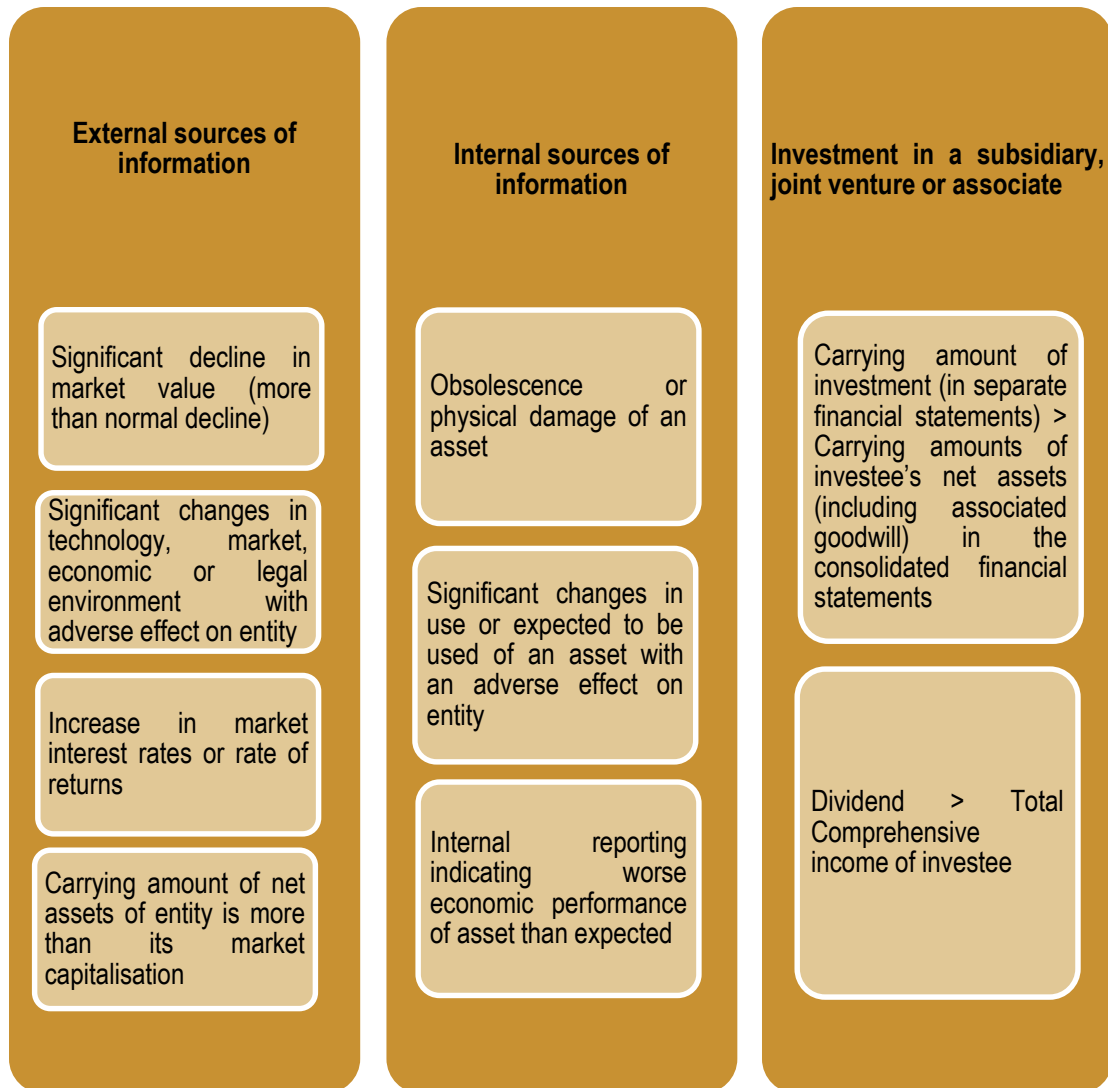 External sources of
information
Significant decline in
market value (more
than normal decline)
Significant changes in
technology, market,
economic or legal
environment with
adverse effect on entity
Increase in market
interest rates or rate of
returns
Carrying amount of net
assets of entity is more
than its market
capitalisation
Internal sources of
information
Obsolescence or
physical damage of an
asset
Significant changes in
use or expected to be
used of an asset with
an adverse effect on
entity
Internal reporting
indicating worse
economic performance
of asset than expected
Investment in a subsidiary,
joint venture or associate
Carrying amount of
investment (in separate
financial statements) >
Carrying amounts of
investee’s net assets
(including associated
goodwill) in the
consolidated financial
statements
Dividend > Total
Comprehensive
income of investee